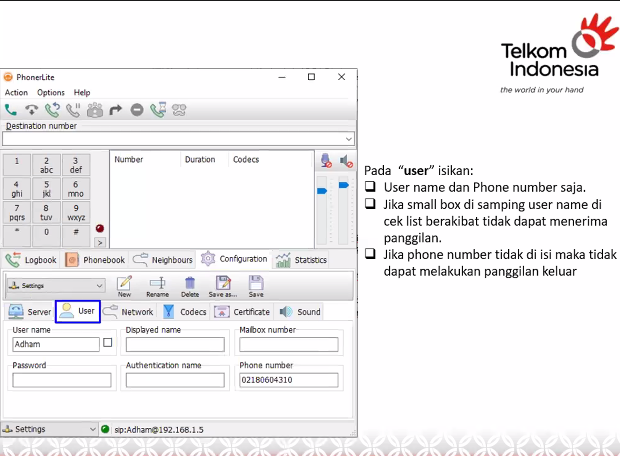 Telkom
Indonesia
the world in your hand
PhonerLite
Action Options Help
Destination number
1 2 abc 3 def
4 ghi 5 jkl 6 mno
7 pqrs 8 tuv 9 wxyz
* 0 #
>
Number Duration Codecs
Logbook Phonebook Neighbours Configuration Statistics
Settings New Rename Delete Save as... Save
Server User Network Codecs Certificate Sound
User name Displayed name Mailbox number
Adham
Password Authentication name Phone number
02180604310
Settings sip:Adham@192.168.1.5
Pada “user” isikan:
User name dan Phone number saja.
Jika small box di samping user name di
cek list berakibat tidak dapat menerima
panggilan.
Jika phone number tidak di isi maka tidak
dapat melakukan panggilan keluar